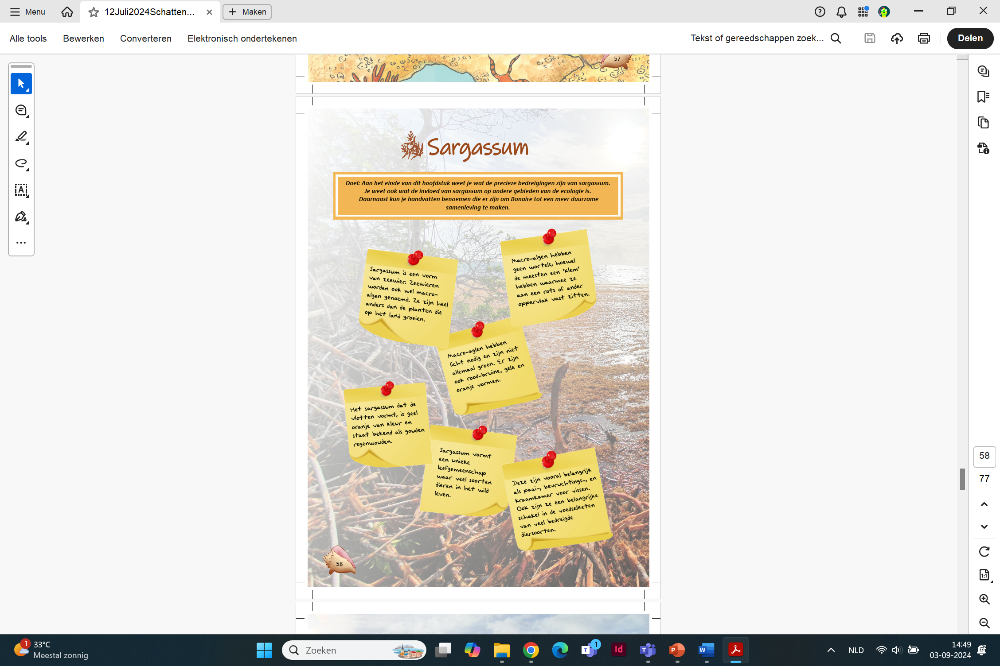 Menu
12Juli2024Schatten...
Maken
Alle tools
Bewerken
Converteren
Elektronisch ondertekenen
Tekst of gereedschappen zoek...
Delen
57
Sargassum
Doel: Aan het einde van dit hoofdstuk weet je wat de precieze bedreigingen zijn van sargassum.
Je weet ook wat de invloed van sargassum op andere gebieden van de ecologie is.
Daarnaast kun je handvatten benoemen die er zijn om Bonaire tot een meer duurzame
samenleving te maken.
Sargassum is een vorm
van zeewier. Zeewieren
worden ook wel macro-
algen genoemd. Ze zijn heel
anders dan de planten die
op het land groeien.
Macro-algen hebben
geen wortels, hoewel
de meesten een 'klem'
hebben waarmee ze
aan een rots of ander
oppervlak vast zitten.
Macro-aglen hebben
licht nodig en zijn niet
allemaal groen. Er zijn
ook rood-bruine, gele en
oranje vormen.
Het sargassum dat de
vlotten vormt, is geel
oranje van kleur en
staat bekend als gouden
regenwouden.
Sargassum vormt
een unieke
leefgemeenschap
waar veel soorten
dieren in het wild
leven.
Deze zijn vooral belangrijk
als paai-, bevruchtings-, en
kraamkamer voor vissen.
Ook zijn ze een belangrijke
schakel in de voedselketen
van veel bedreigde
diersoorten.
58
58
77
1:1
1
33°C
Meestal zonnig
Zoeken
1
NLD
14:49
03-09-2024